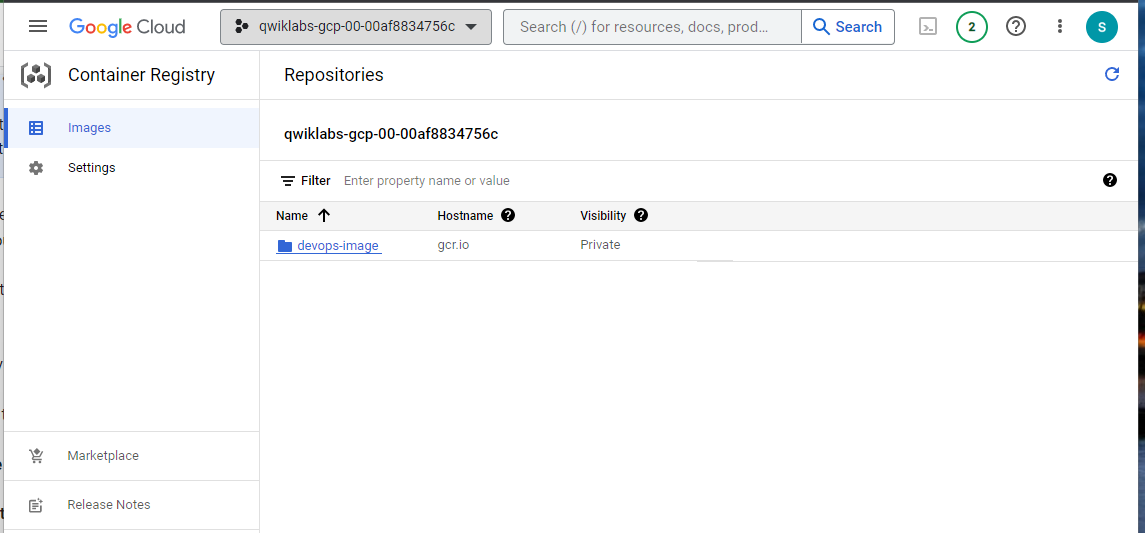 Google Cloud
qwiklabs-gcp-00-00af8834756c
Search (/) for resources, docs, prod...
Search
2
S
Container Registry
Repositories
Images
Settings
qwiklabs-gcp-00-00af8834756c
Filter Enter property name or value
Name Hostname Visibility
devops-image gcr.io Private
Marketplace
Release Notes